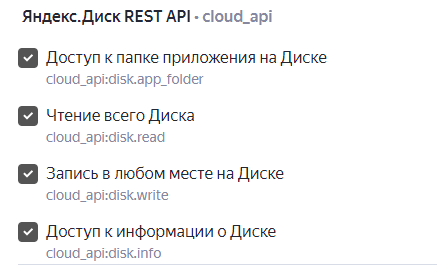 Яндекс.Диск REST API • cloud_api
Доступ к папке приложения на Диске
cloud_api:disk.app_folder
Чтение всего Диска
cloud_api:disk.read
Запись в любом месте на Диске
cloud_api:disk.write
Доступ к информации о Диске
cloud_api:disk.info